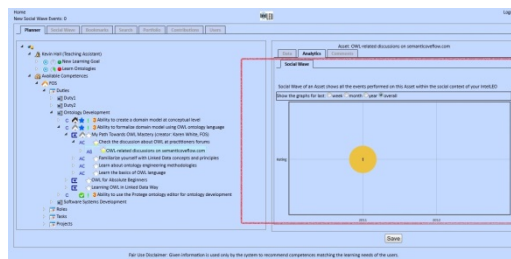 Home
New Social Wave Events: 0
Planner Social Wave Bookmarks Search Portfolio Contributions Users
Kevin Hall (Teaching Assistant)
New Learning Goal
Learn Ontologies
Available Competences
FOS
Duties
Duty1
Duty2
Ontology Development
C Ability to create a domain model at conceptual level
C Ability to formalize domain model using OWL ontology language
My Path Towards OWL Mastery (creator: Karen White, FOS)
AC Check the discussion about OWL at practitioners forums
OWL-related discussions on semanticoveflow.com
AC Familiarize yourself with Linked Data concepts and principles
AC Learn about ontology engineering methodologies
AC Learn the basics of OWL language
OWL for Absolute Beginners
Learning OWL in Linked Data Way
C Ability to use the Protege ontology editor for ontology development
Software Systems Development
Roles
Tasks
Projects
Asset: OWL-related discussions on semanticoveflow.com
Data Analytics Comments
Social Wave
Social Wave of an Asset shows all the events performed on this Asset within the social context of your IntelLEO.
Show the graphs for last: week month year overall
Save
Fair Use Disclaimer: Given information is used only by the system to recommend competences matching the learning needs of the users.